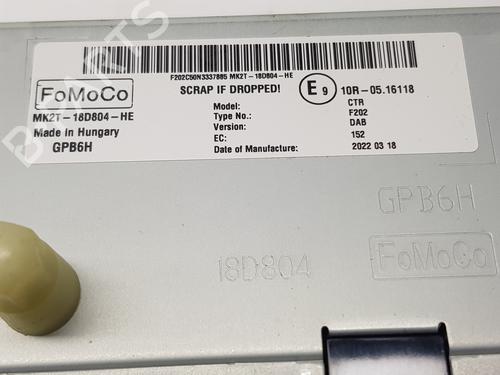 F202C50N3337885 MK2T-18D804-HE
FoMoCo
MK2T-18D804-HE
Made in Hungary
GPB6H
SCRAP IF DROPPED!
E9
10R-05.16118
Model: CTR
Type No.: F202
Version: DAB
EC: 152
Date of Manufacture: 2022 03 18
GPB6H
18D804
FoMoCo